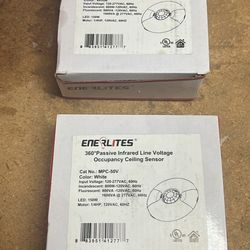 Color: White
Input Voltage: 120-277VAC, 60Hz
Incandescent: 800W-120VAC, 60Hz
Fluorescent: 800VA -120VAC, 60Hz
1600VA @ 277VAC, 60Hz
LED: 150W
Motor: 1/4HP, 120VAC, 60HZ
ENERLITES
360°Passive Infrared Line Voltage
Occupancy Ceiling Sensor
Cat No.: MPC-50V
Color: White
Input Voltage: 120-277VAC, 60Hz
Incandescent: 800W-120VAC, 60Hz
Fluorescent: 800VA -120VAC, 60Hz
1600VA @ 277VAC, 60Hz
LED: 150W
Motor: 1/4HP, 120VAC, 60HZ